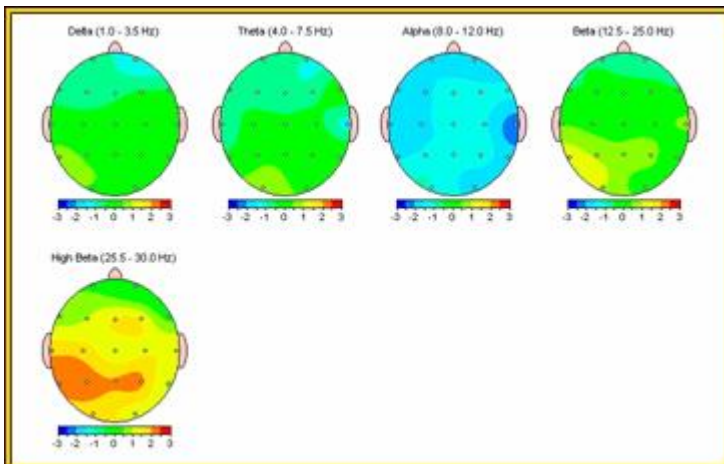 Delta (1.0 - 3.5 Hz)
Theta (4.0 - 7.5 Hz)
Alpha (8.0 - 12.0 Hz)
Beta (12.5 - 25.0 Hz)
-3 -2 -1 0 1 2 3
-3 -2 -1 0 1 2 3
-3 -2 -1 0 1 2 3
-3 -2 -1 0 1 2 3
High Beta (25.5 - 30.0 Hz)
-3 -2 -1 0 1 2 3